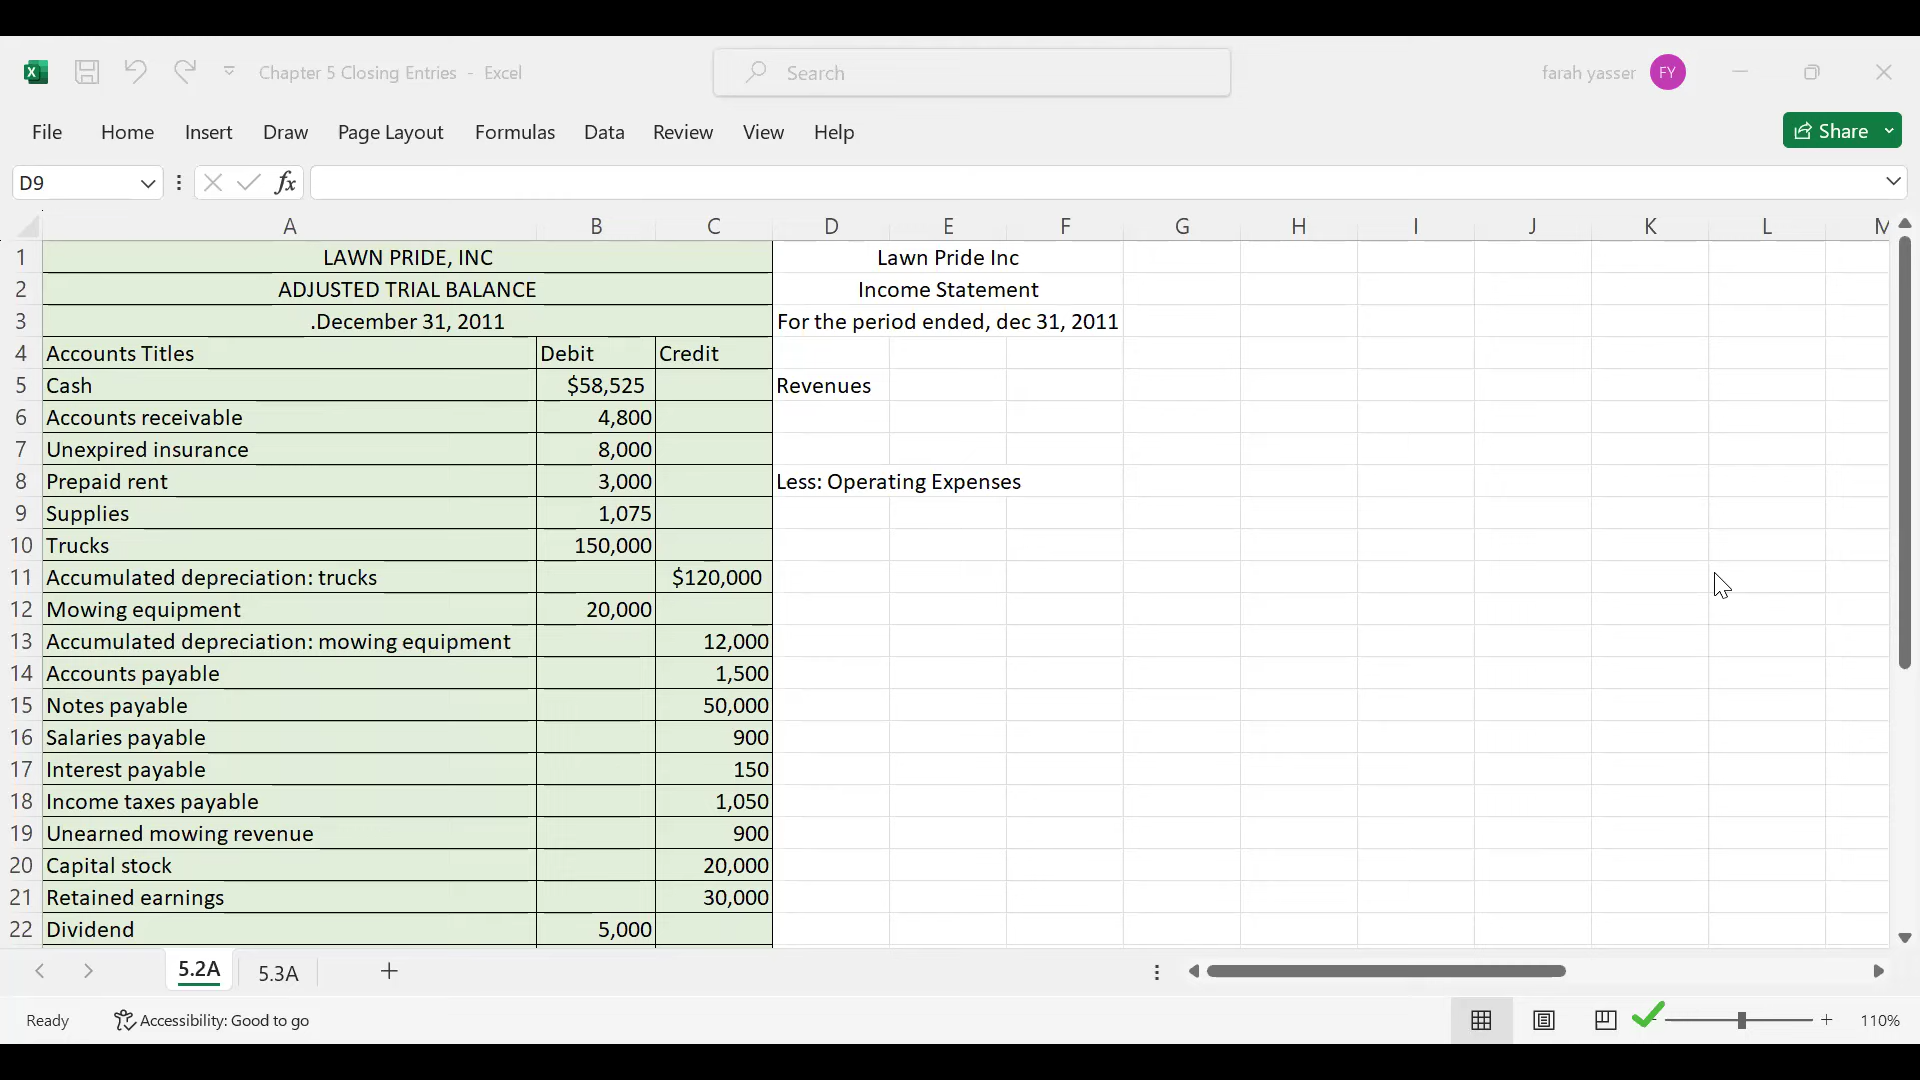 Chapter 5 Closing Entries - Excel
Search
farah yasser FY
File Home Insert Draw Page Layout Formulas Data Review View Help
Share
D9 fx
A B C D E F G H I J K L M
1 LAWN PRIDE, INC Lawn Pride Inc
2 ADJUSTED TRIAL BALANCE Income Statement
3 .December 31, 2011 For the period ended, dec 31, 2011
4 Accounts Titles Debit Credit
5 Cash $58,525 Revenues
6 Accounts receivable 4,800
7 Unexpired insurance 8,000
8 Prepaid rent 3,000 Less: Operating Expenses
9 Supplies 1,075
10 Trucks 150,000
11 Accumulated depreciation: trucks $120,000
12 Mowing equipment 20,000
13 Accumulated depreciation: mowing equipment 12,000
14 Accounts payable 1,500
15 Notes payable 50,000
16 Salaries payable 900
17 Interest payable 150
18 Income taxes payable 1,050
19 Unearned mowing revenue 900
20 Capital stock 20,000
21 Retained earnings 30,000
22 Dividend 5,000
5.2A 5.3A
Ready Accessibility: Good to go 110%